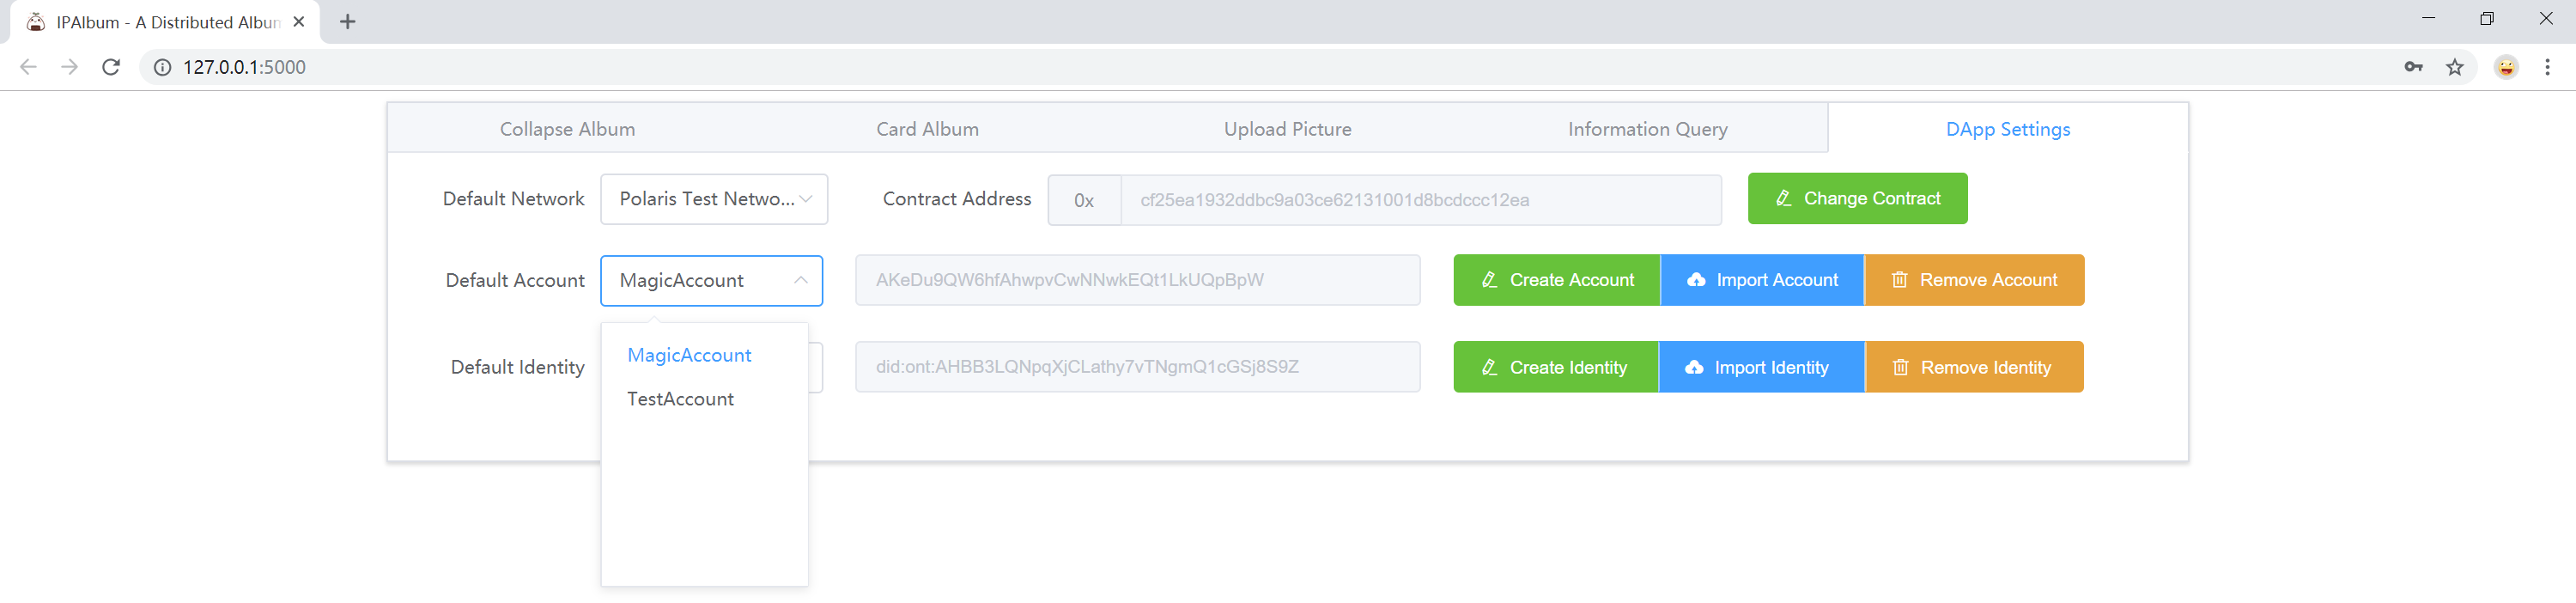 IPAlbum - A Distributed Album
127.0.0.1:5000
Collapse Album
Card Album
Upload Picture
Information Query
DApp Settings
Default Network
Polaris Test Netwo...
Contract Address
0x
cf25ea1932ddbc9a03ce62131001d8bcdccc12ea
Change Contract
Default Account
MagicAccount
AKeDu9QW6hfAhwpvCwNNwkEQt1LkUQpBpW
Create Account
Import Account
Remove Account
MagicAccount
TestAccount
Default Identity
did:ont:AHBB3LQNpqXjCLathy7vTNgmQ1cGSj8S9Z
Create Identity
Import Identity
Remove Identity